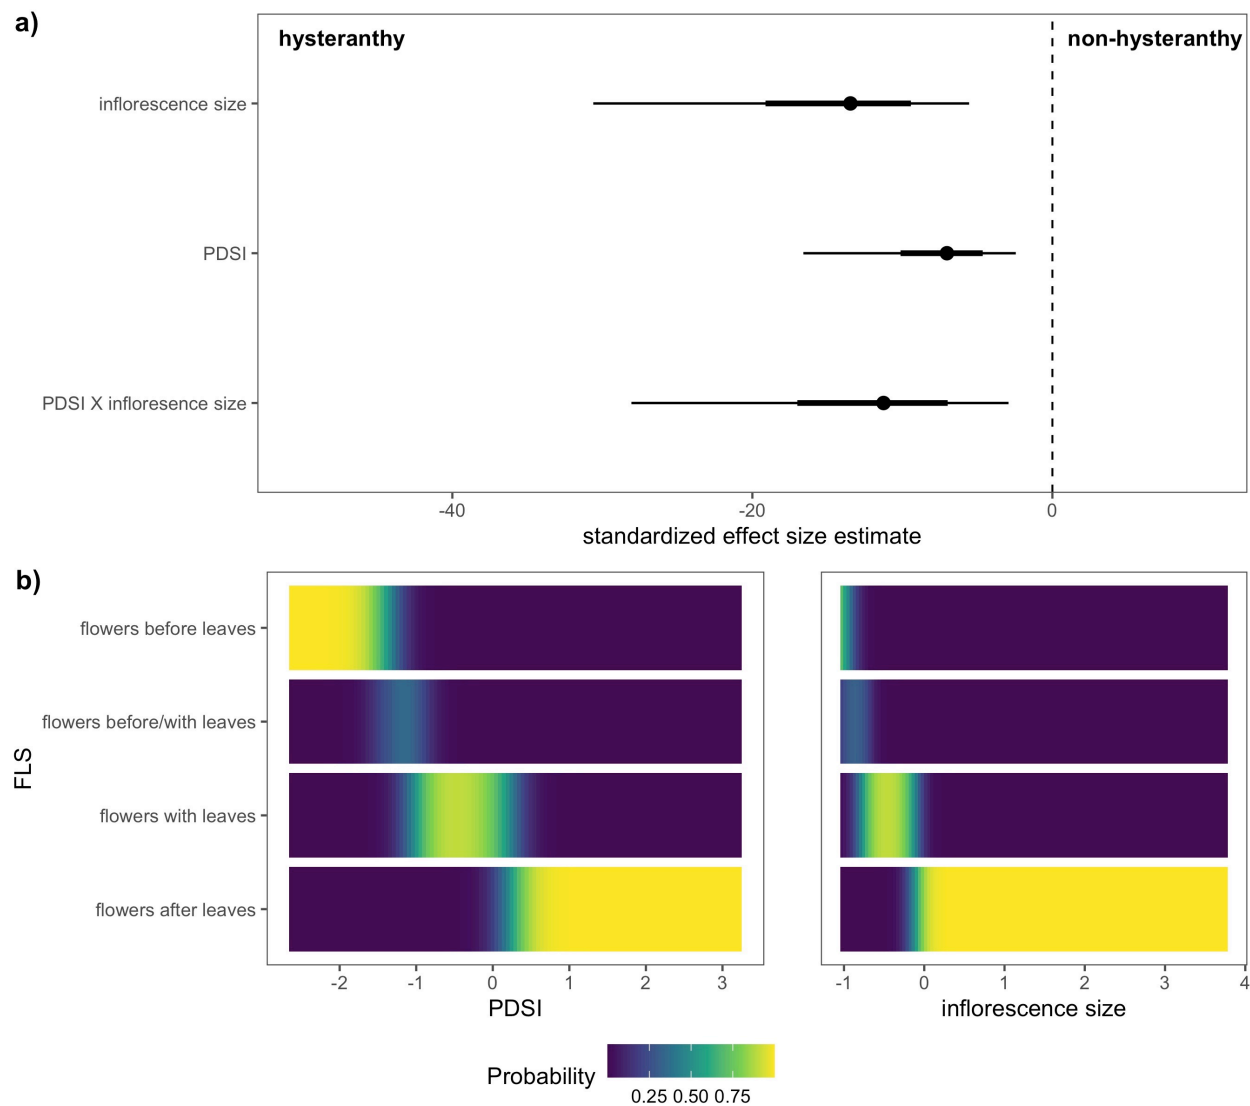 a)
hysteranthy
non-hysteranthy
inflorescence size
PDSI
PDSI X infloresence size
-40
-20
0
standardized effect size estimate
b)
FLS
flowers before leaves
flowers before/with leaves
flowers with leaves
flowers after leaves
-2 -1 0 1 2 3
PDSI
-1 0 1 2 3 4
inflorescence size
Probability
0.25 0.50 0.75